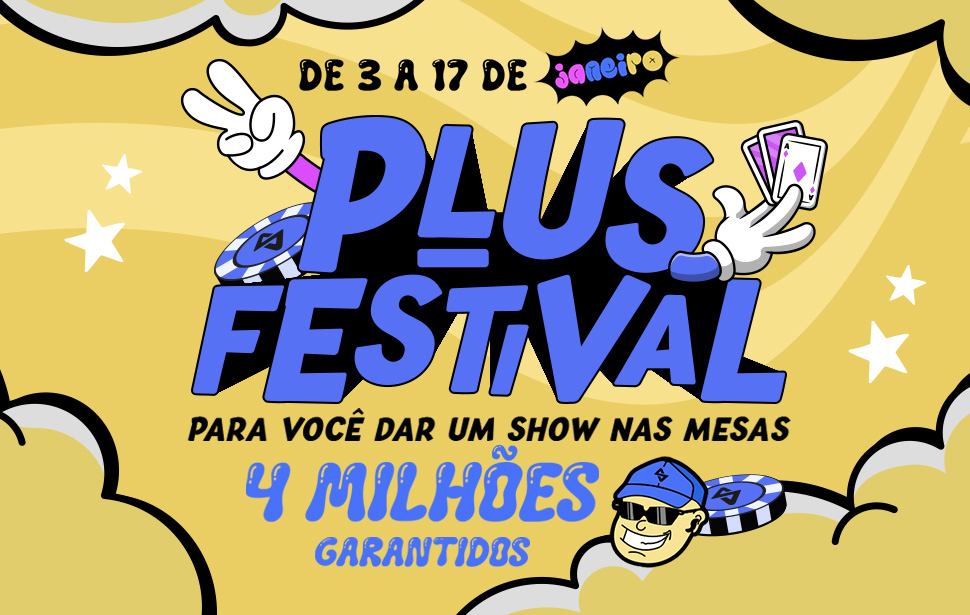 DE 3 A 17 DE janeiro
PLUS
FESTIVAL
PARA VOCÊ DAR UM SHOW NAS MESAS
4 MILHÕES
GARANTIDOS
A
A